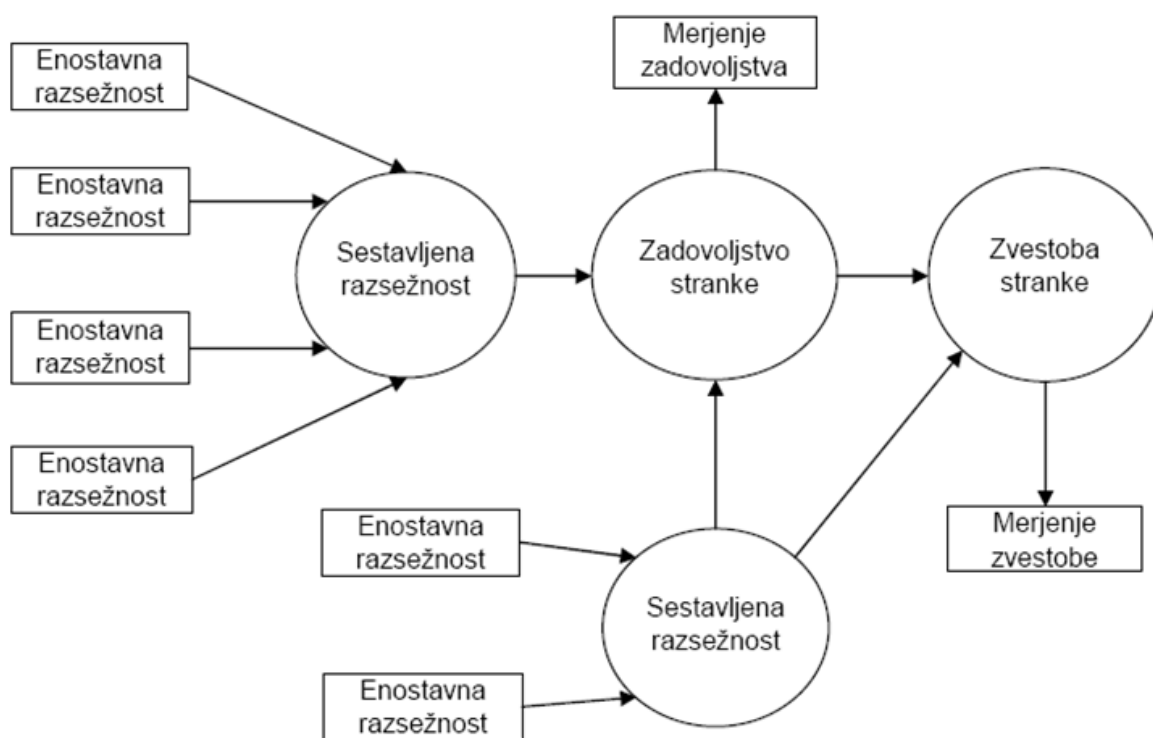 Enostavna
razsežnost
Enostavna
razsežnost
Enostavna
razsežnost
Enostavna
razsežnost
Sestavljena
razsežnost
Merjenje
zadovoljstva
Zadovoljstvo
stranke
Zvestoba
stranke
Merjenje
zvestobe
Enostavna
razsežnost
Enostavna
razsežnost
Sestavljena
razsežnost